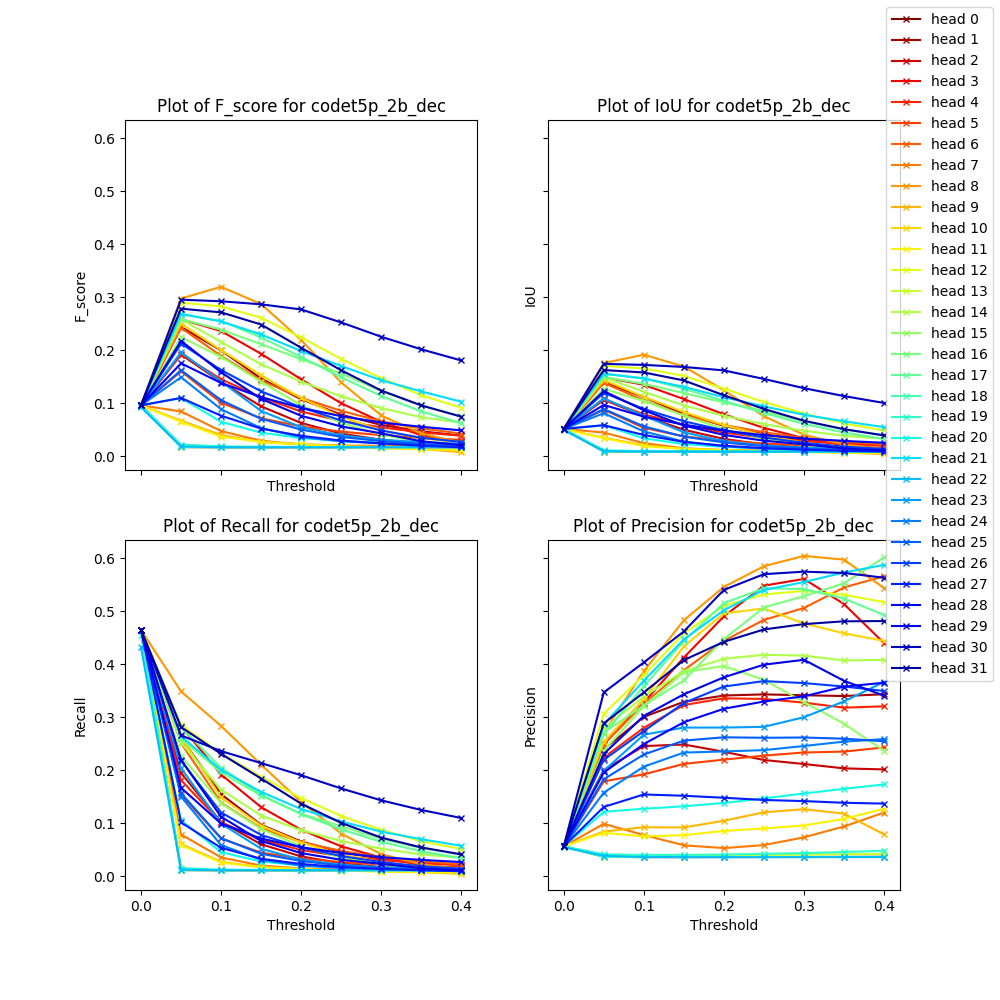 Plot of F_score for codet5p_2b_dec
F_score
0.6
0.5
0.4
0.3
0.2
0.1
0.0
Threshold
Plot of IoU for codet5p_2b_dec
IoU
Threshold
Plot of Recall for codet5p_2b_dec
Recall
0.6
0.5
0.4
0.3
0.2
0.1
0.0
0.0 0.1 0.2 0.3 0.4
Threshold
Plot of Precision for codet5p_2b_dec
Precision
0.0 0.1 0.2 0.3 0.4
Threshold
head 0
head 1
head 2
head 3
head 4
head 5
head 6
head 7
head 8
head 9
head 10
head 11
head 12
head 13
head 14
head 15
head 16
head 17
head 18
head 19
head 20
head 21
head 22
head 23
head 24
head 25
head 26
head 27
head 28
head 29
head 30
head 31